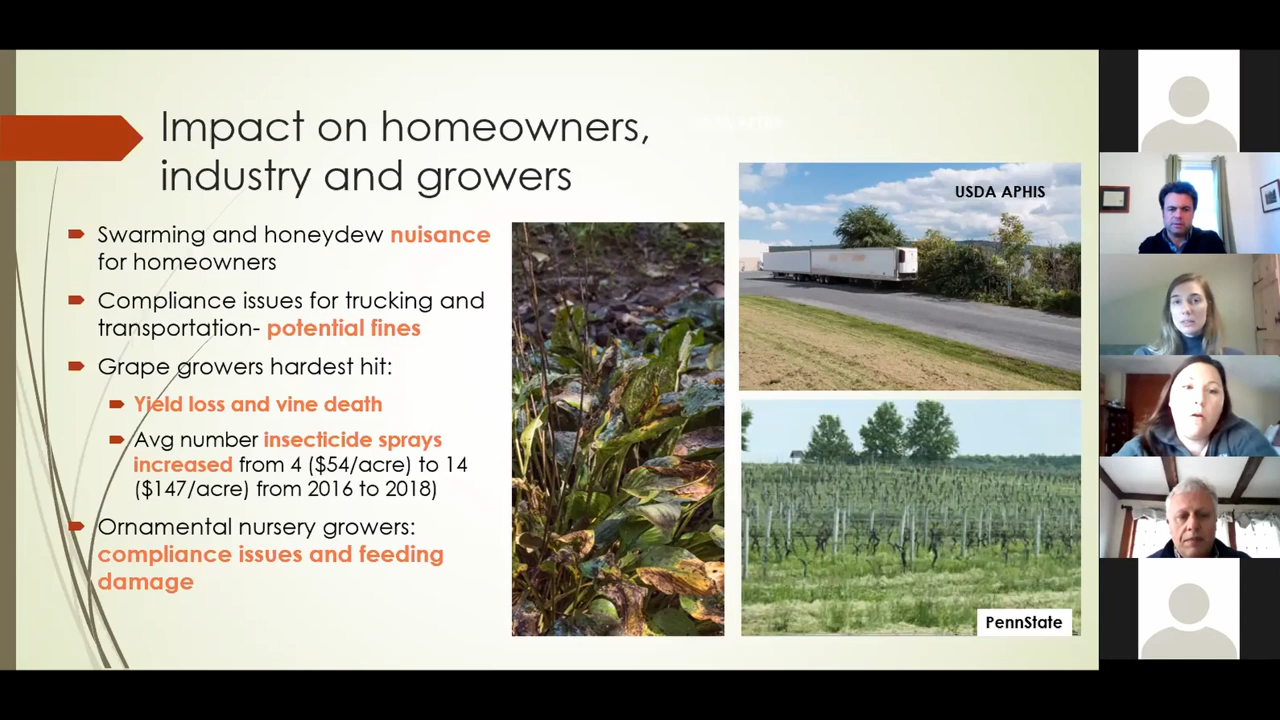 Impact on homeowners,
industry and growers
Swarming and honeydew nuisance
for homeowners
Compliance issues for trucking and
transportation- potential fines
Grape growers hardest hit:
Yield loss and vine death
Avg number insecticide sprays
increased from 4 ($54/acre) to 14
($147/acre) from 2016 to 2018)
Ornamental nursery growers:
compliance issues and feeding
damage
USDA APHIS
PennState